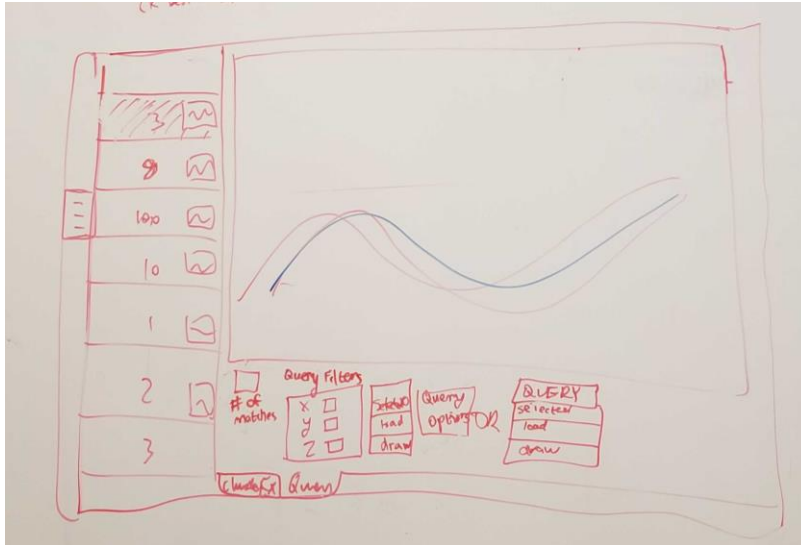 3
8
100
10
1
2
3
# of
matches
Query Filters
x
y
z
load
draw
Query
Options
OR
QUERY
selected
load
draw
Query